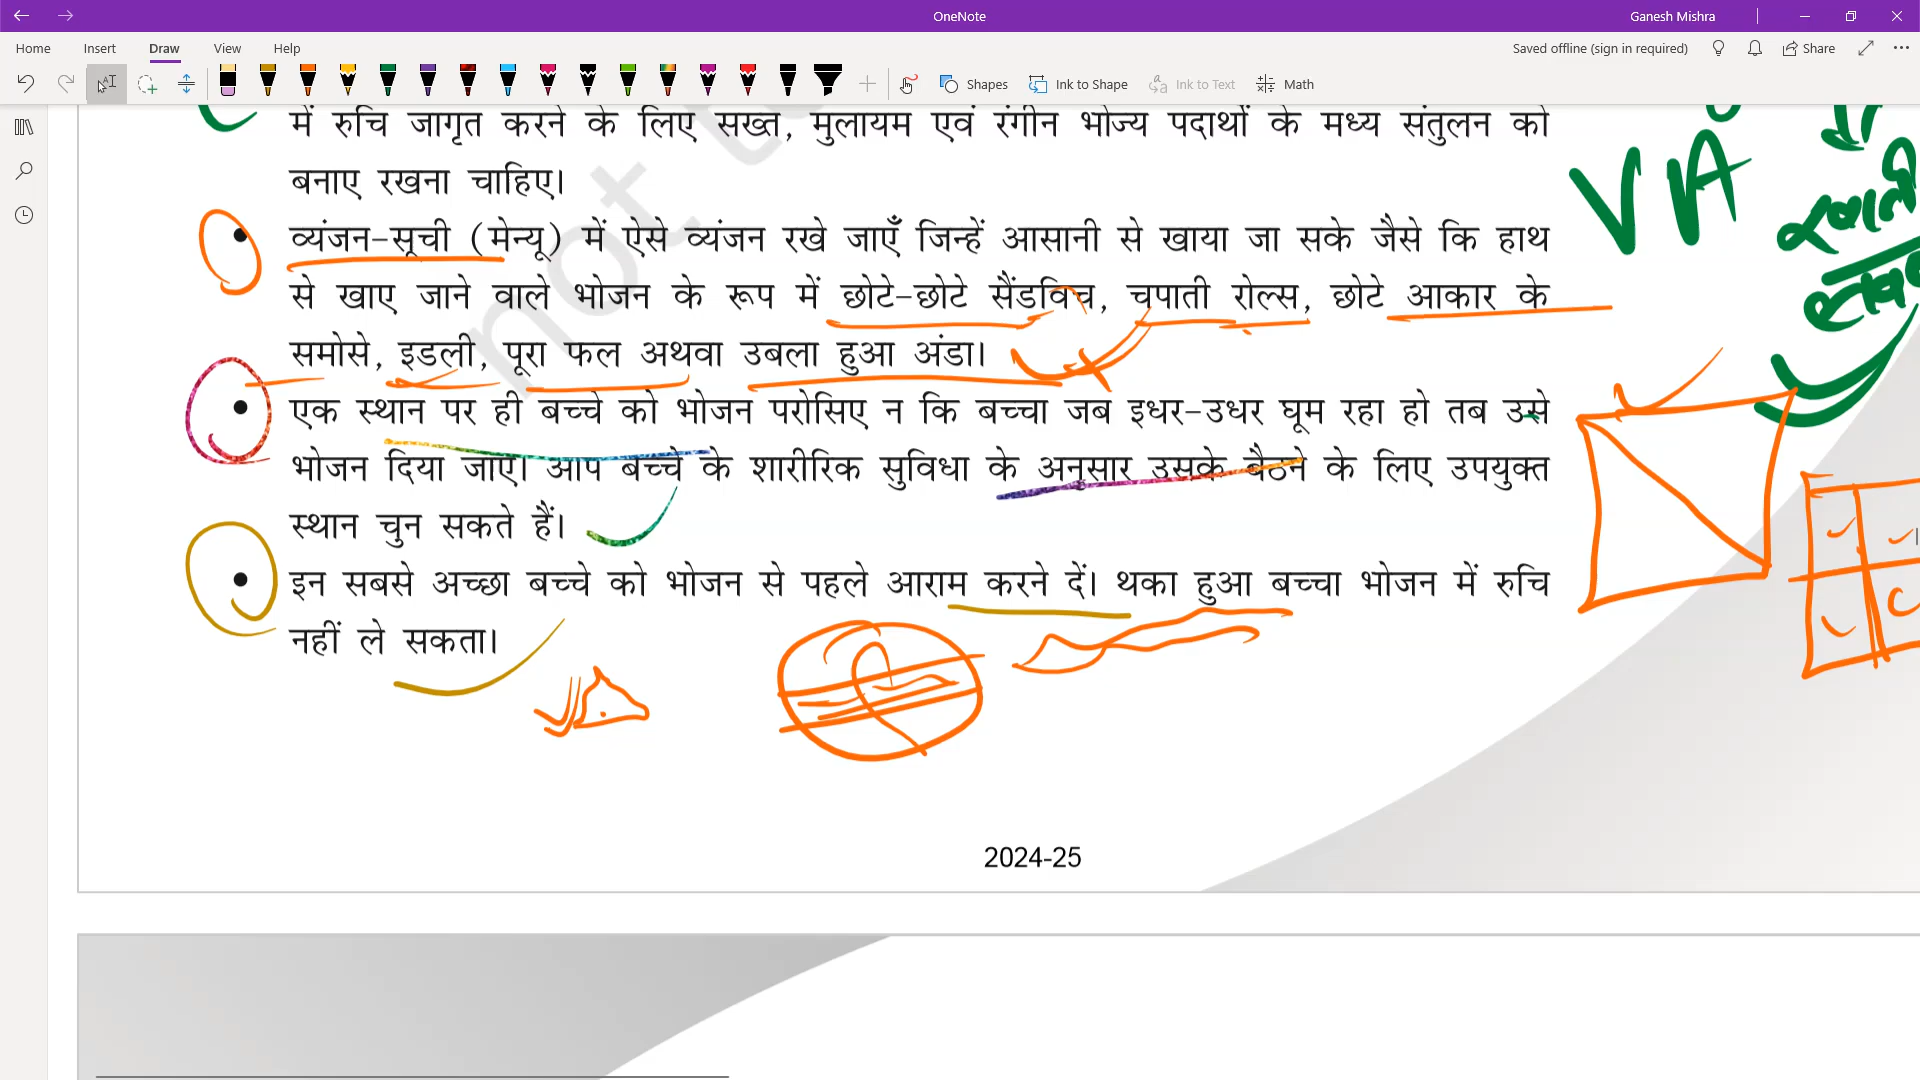 OneNote
Ganesh Mishra
Home Insert Draw View Help
Saved offline (sign in required) Share
Shapes Ink to Shape Ink to Text Math
में रुचि जागृत करने के लिए सख्त, मुलायम एवं रंगीन भोज्य पदार्थों के मध्य संतुलन को
बनाए रखना चाहिए।
• व्यंजन-सूची (मेन्यू) में ऐसे व्यंजन रखे जाएँ जिन्हें आसानी से खाया जा सके जैसे कि हाथ
से खाए जाने वाले भोजन के रूप में छोटे-छोटे सैंडविच, चपाती रोल्स, छोटे आकार के
समोसे, इडली, पूरा फल अथवा उबला हुआ अंडा।
• एक स्थान पर ही बच्चे को भोजन परोसिए न कि बच्चा जब इधर-उधर घूम रहा हो तब उसे
भोजन दिया जाए। आप बच्चे के शारीरिक सुविधा के अनुसार उसके बैठने के लिए उपयुक्त
स्थान चुन सकते हैं।
• इन सबसे अच्छा बच्चे को भोजन से पहले आराम करने दें। थका हुआ बच्चा भोजन में रुचि
नहीं ले सकता।
VA
not to
2024-25